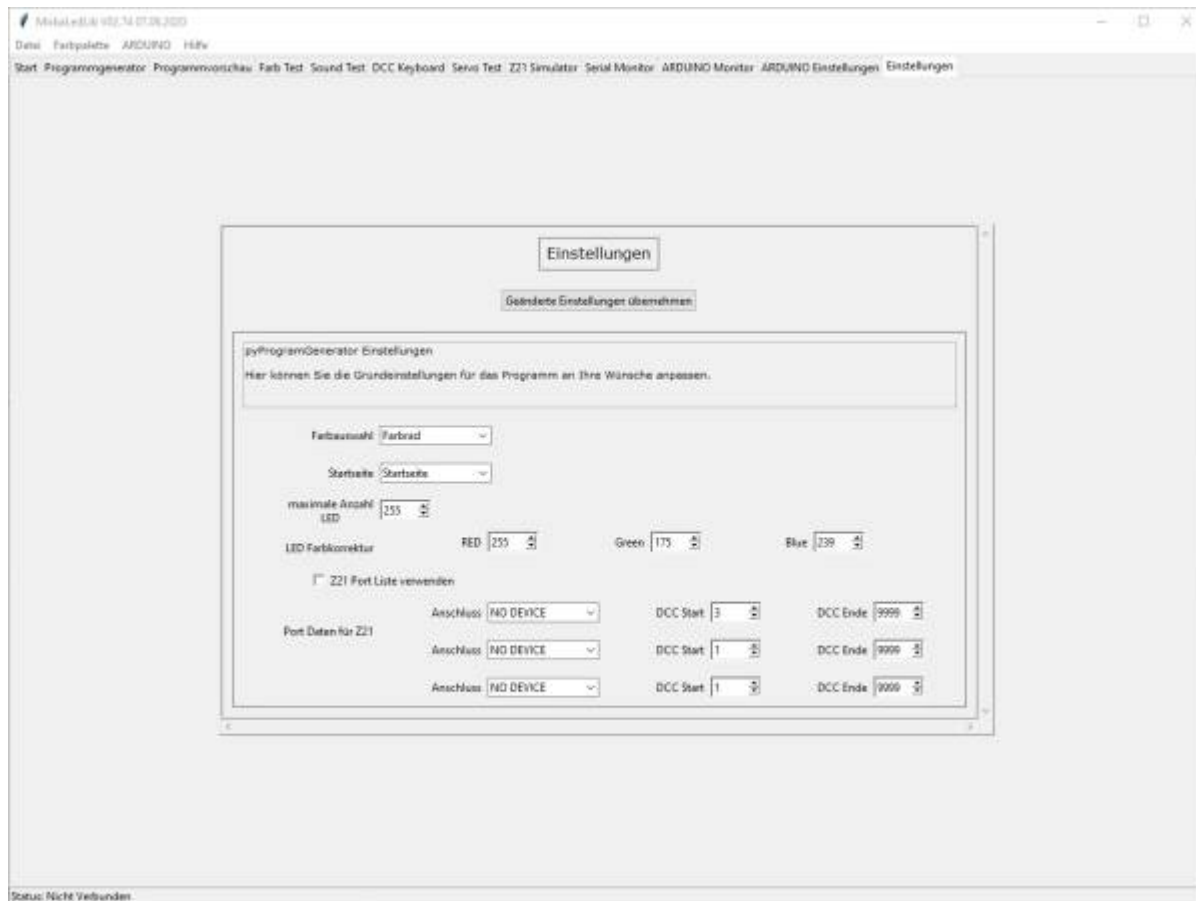 MobaLedLib V02.74 07.06.2020
Datei Farbpalette ARDUINO Hilfe
Start Programmgenerator Programmvorschau Farb Test Sound Test DCC Keyboard Servo Test Z21 Simulator Serial Monitor ARDUINO Monitor ARDUINO Einstellungen Einstellungen
Einstellungen
Geänderte Einstellungen übernehmen
pyProgramGenerator Einstellungen
Hier können Sie die Grundeinstellungen für das Programm an Ihre Wünsche anpassen.
Farbauswahl Farbrad
Startseite Startseite
maximale Anzahl
LED 255
LED Farbkorrektur RED 255 Green 175 Blue 239
Z21 Port Liste verwenden
Port Daten für Z21
Anschluss NO DEVICE DCC Start 3 DCC Ende 9999
Anschluss NO DEVICE DCC Start 1 DCC Ende 9999
Anschluss NO DEVICE DCC Start 1 DCC Ende 9999
Status: Nicht Verbunden